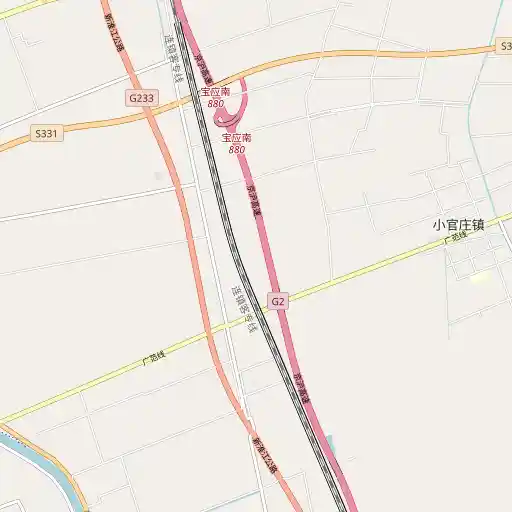 新淮江公路
连镇客专线
京沪高速
S3
宝应南
880
G233
宝应南
880
S331
京沪高速
小官庄镇
广范线
连镇客专线
G2
广范线
京沪高速
新淮江公路